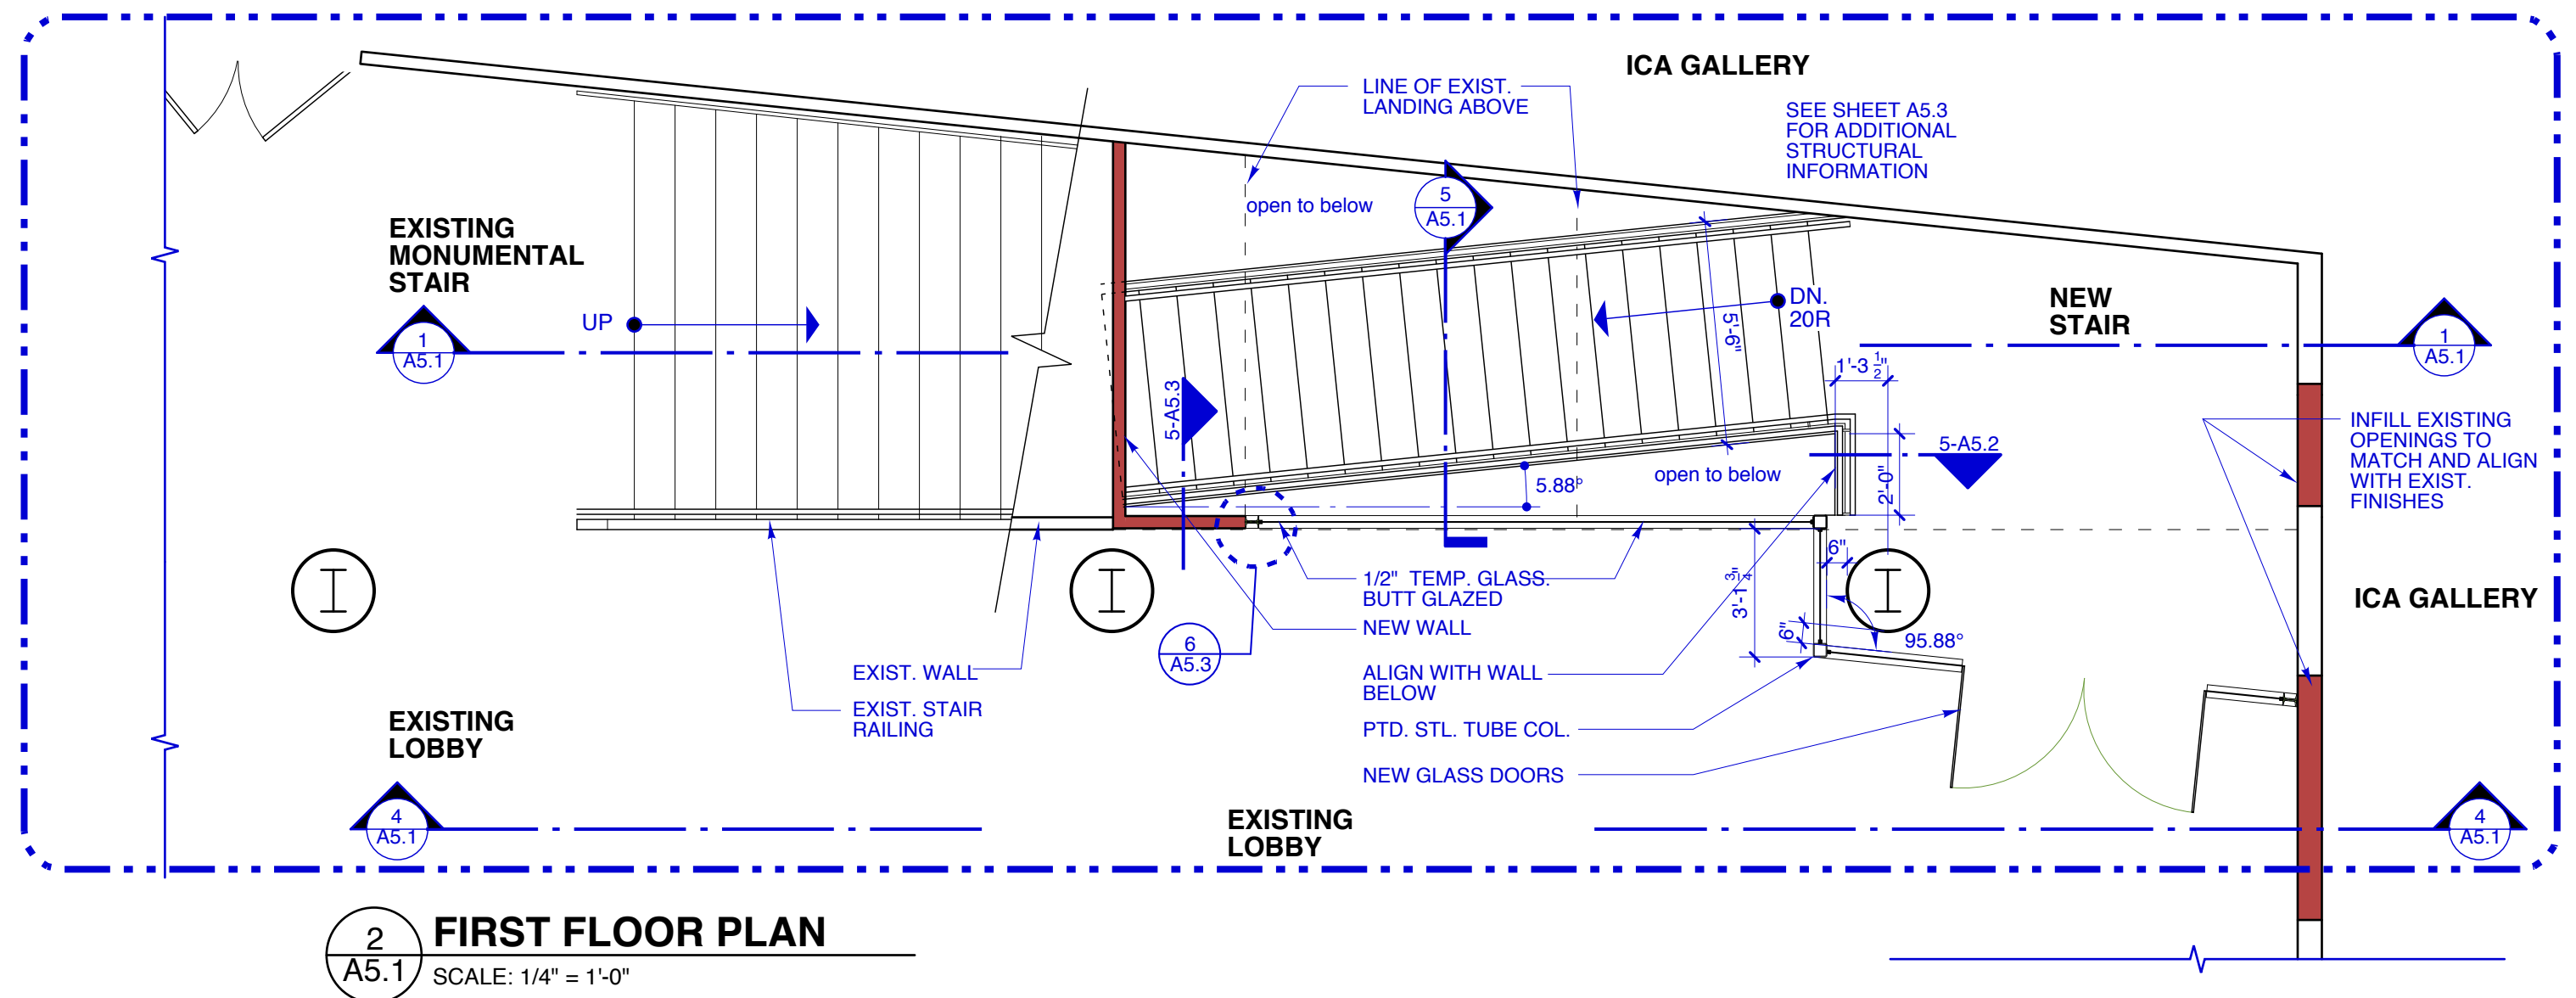 ICA GALLERY
LINE OF EXIST.
LANDING ABOVE
SEE SHEET A5.3
FOR ADDITIONAL
STRUCTURAL
INFORMATION
open to below
5
A5.1
EXISTING
MONUMENTAL
STAIR
UP
1
A5.1
DN.
20R
5'-6"
NEW
STAIR
1
A5.1
1'-3 1/2"
5-A5.3
5-A5.2
2'-0"
open to below
5.88º
INFILL EXISTING
OPENINGS TO
MATCH AND ALIGN
WITH EXIST.
FINISHES
1/2" TEMP. GLASS.
BUTT GLAZED
NEW WALL
3'-1 3/4"
6"
6"
95.88°
ICA GALLERY
6
A5.3
EXIST. WALL
EXIST. STAIR
RAILING
ALIGN WITH WALL
BELOW
PTD. STL. TUBE COL.
NEW GLASS DOORS
EXISTING
LOBBY
4
A5.1
EXISTING
LOBBY
4
A5.1
2
A5.1
FIRST FLOOR PLAN
SCALE: 1/4" = 1'-0"